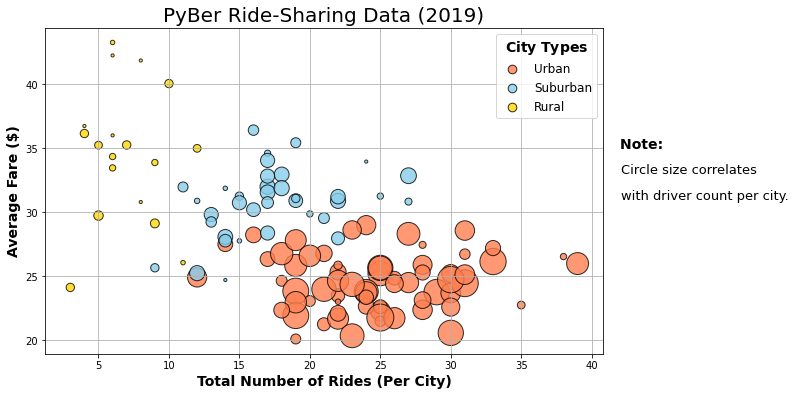 PyBer Ride-Sharing Data (2019)
City Types
Urban
Suburban
Rural
Average Fare ($)
40
35
30
25
20
5
10
15
20
25
30
35
40
Total Number of Rides (Per City)
Note:
Circle size correlates
with driver count per city.